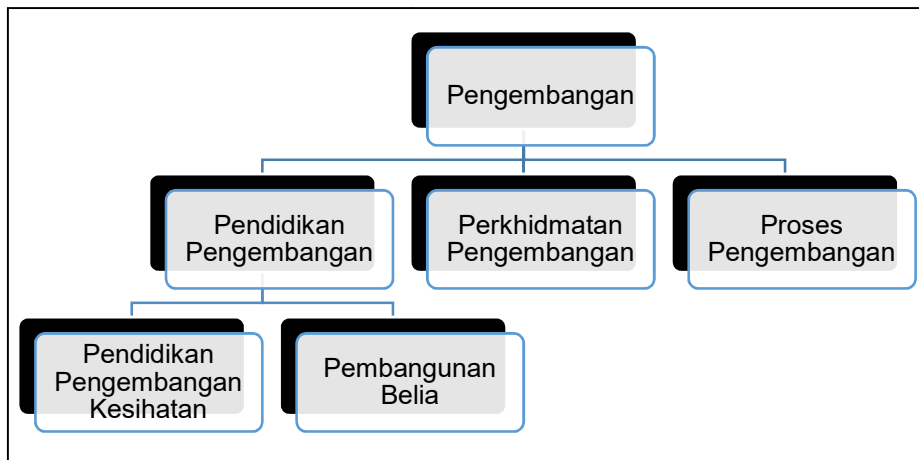 Pengembangan
Pendidikan
Pengembangan
Perkhidmatan
Pengembangan
Proses
Pengembangan
Pendidikan
Pengembangan
Kesihatan
Pembangunan
Belia